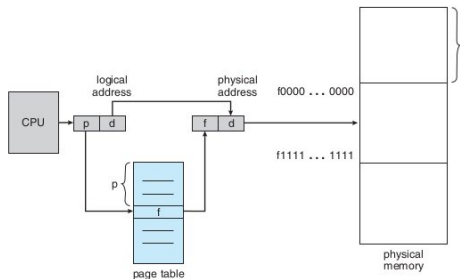 logical
address
physical
address
f0000 ... 0000
CPU
p d
f d
f1111 ... 1111
p
f
page table
physical
memory